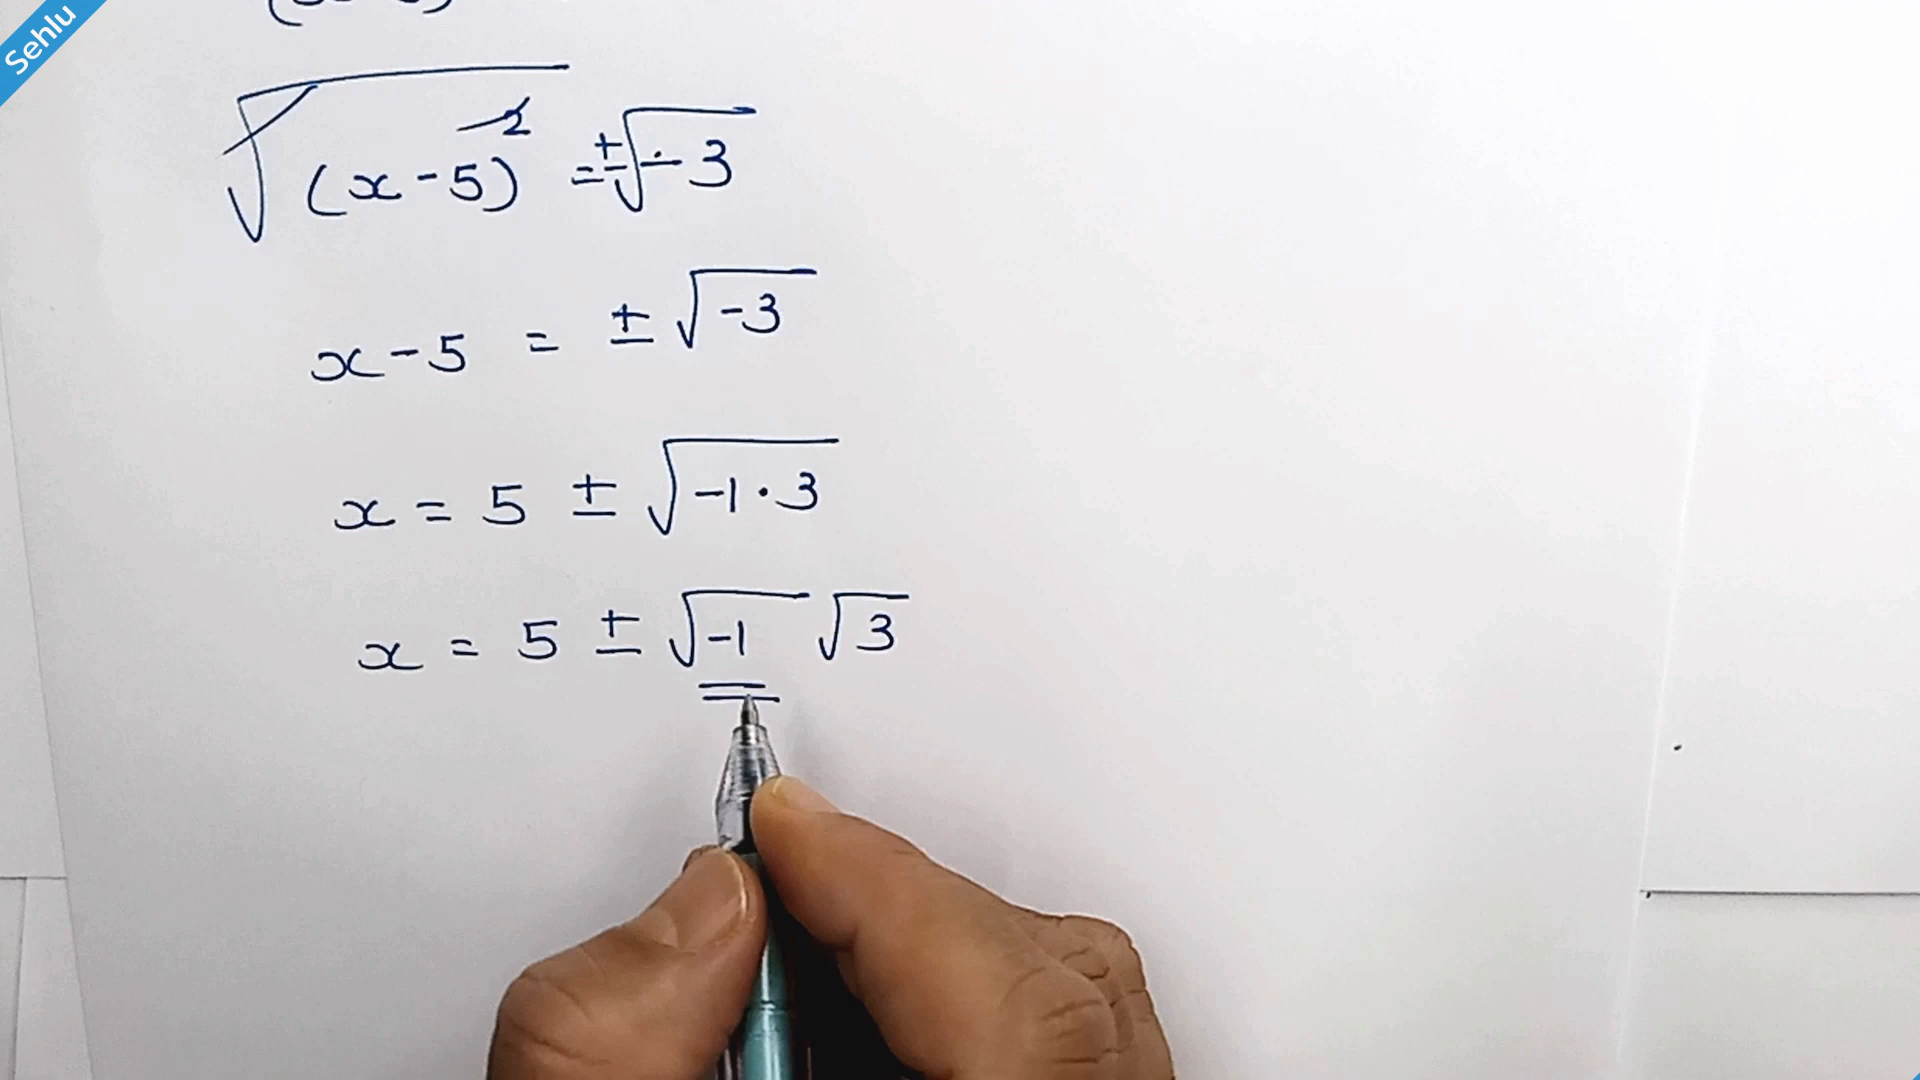 Sehlu
√(x-5)² = ±√-3
x-5 = ±√-3
x = 5 ± √-1·3
x = 5 ± √-1 √3